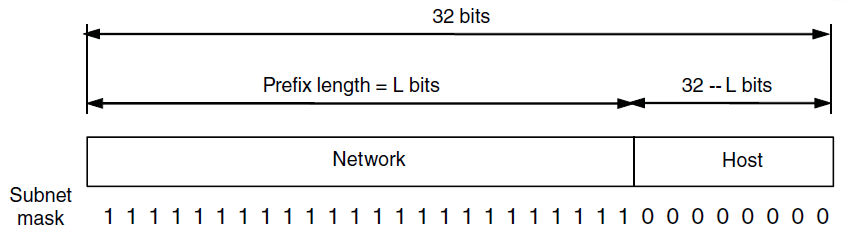 32 bits
Prefix length = L bits
32 -- L bits
Network
Host
Subnet
mask
1 1 1 1 1 1 1 1 1 1 1 1 1 1 1 1 1 1 1 1 1 1 1 1 0 0 0 0 0 0 0 0 0